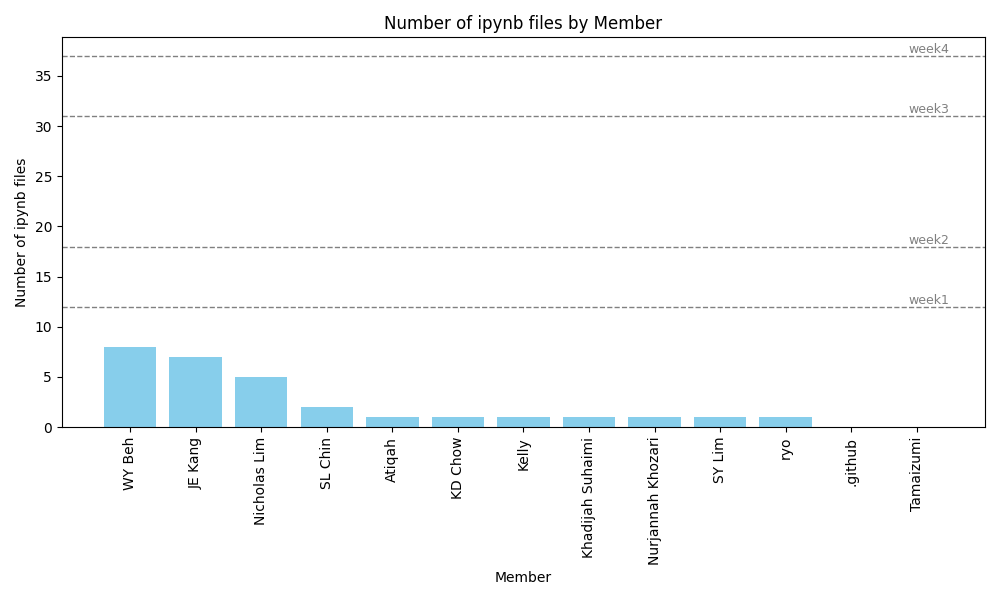 Number of ipynb files by Member
Number of ipynb files
35
30
25
20
15
10
5
0
week4
week3
week2
week1
WY Beh
JE Kang
Nicholas Lim
SL Chin
Atiqah
KD Chow
Kelly
Khadijah Suhaimi
Nurjannah Khozari
SY Lim
ryo
.github
Tamaizumi
Member